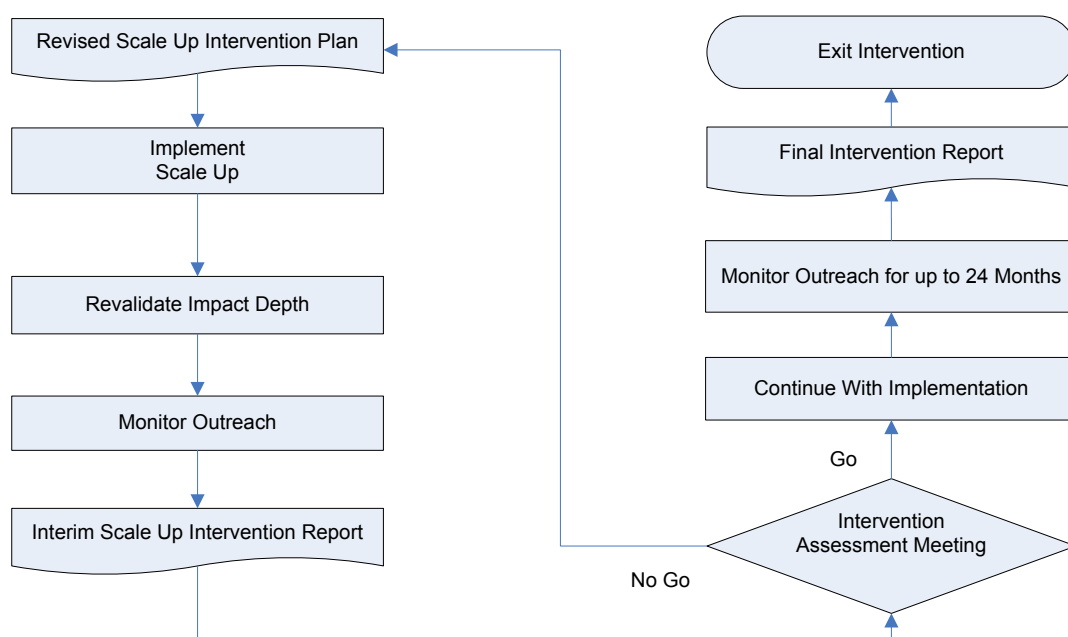 Revised Scale Up Intervention Plan
Implement
Scale Up
Revalidate Impact Depth
Monitor Outreach
Interim Scale Up Intervention Report
Exit Intervention
Final Intervention Report
Monitor Outreach for up to 24 Months
Continue With Implementation
Go
Intervention
Assessment Meeting
No Go